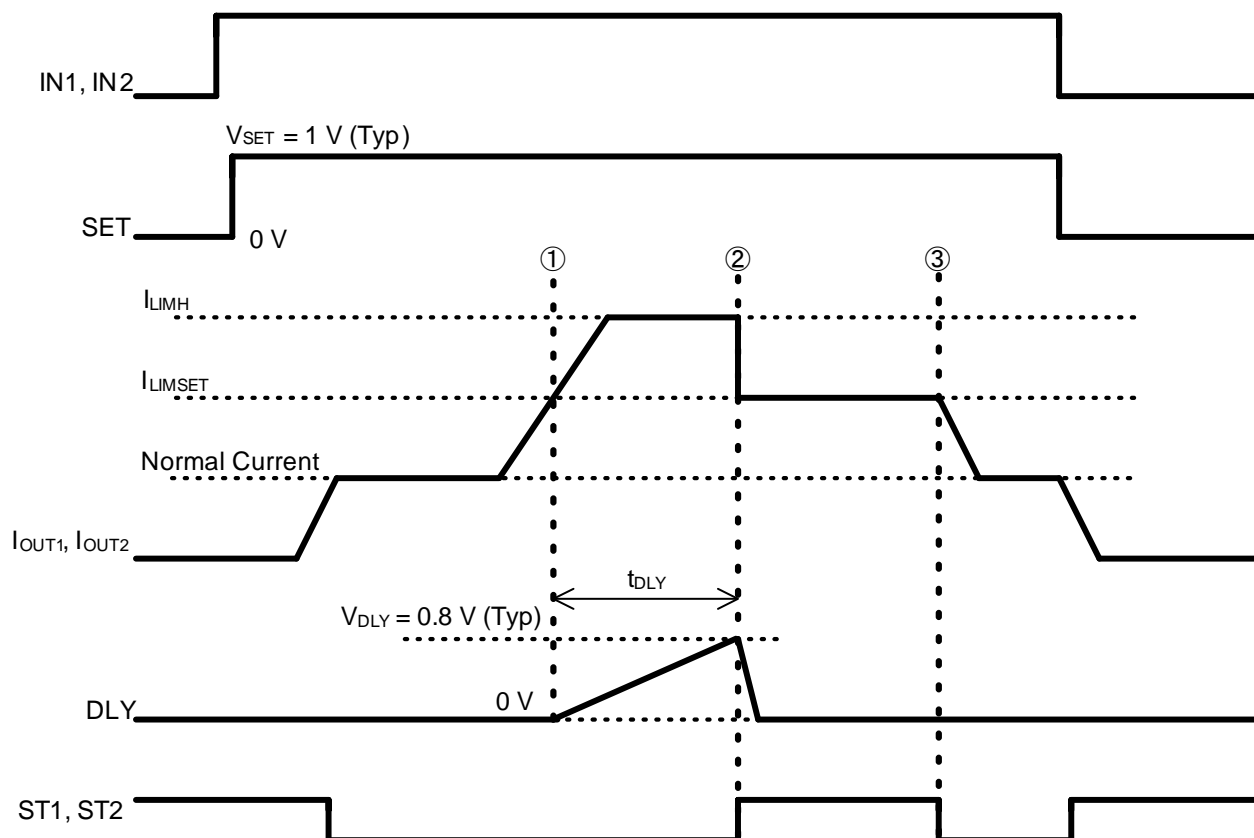 IN1, IN2
VSET = 1 V (Typ)
SET
0 V
① ② ③
ILIMH
ILIMSET
Normal Current
IOUT1, IOUT2
tDLY
VDLY = 0.8 V (Typ)
0 V
DLY
ST1, ST2